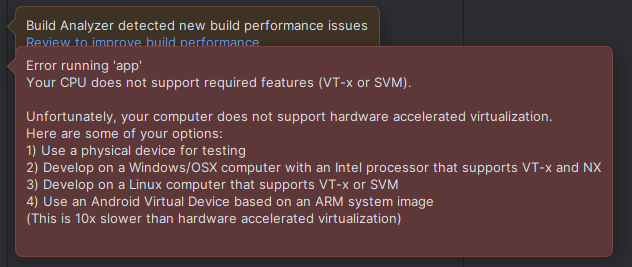 Build Analyzer detected new build performance issues
Review to improve build performance
Error running 'app'
Your CPU does not support required features (VT-x or SVM).
Unfortunately, your computer does not support hardware accelerated virtualization.
Here are some of your options:
1) Use a physical device for testing
2) Develop on a Windows/OSX computer with an Intel processor that supports VT-x and NX
3) Develop on a Linux computer that supports VT-x or SVM
4) Use an Android Virtual Device based on an ARM system image
(This is 10x slower than hardware accelerated virtualization)